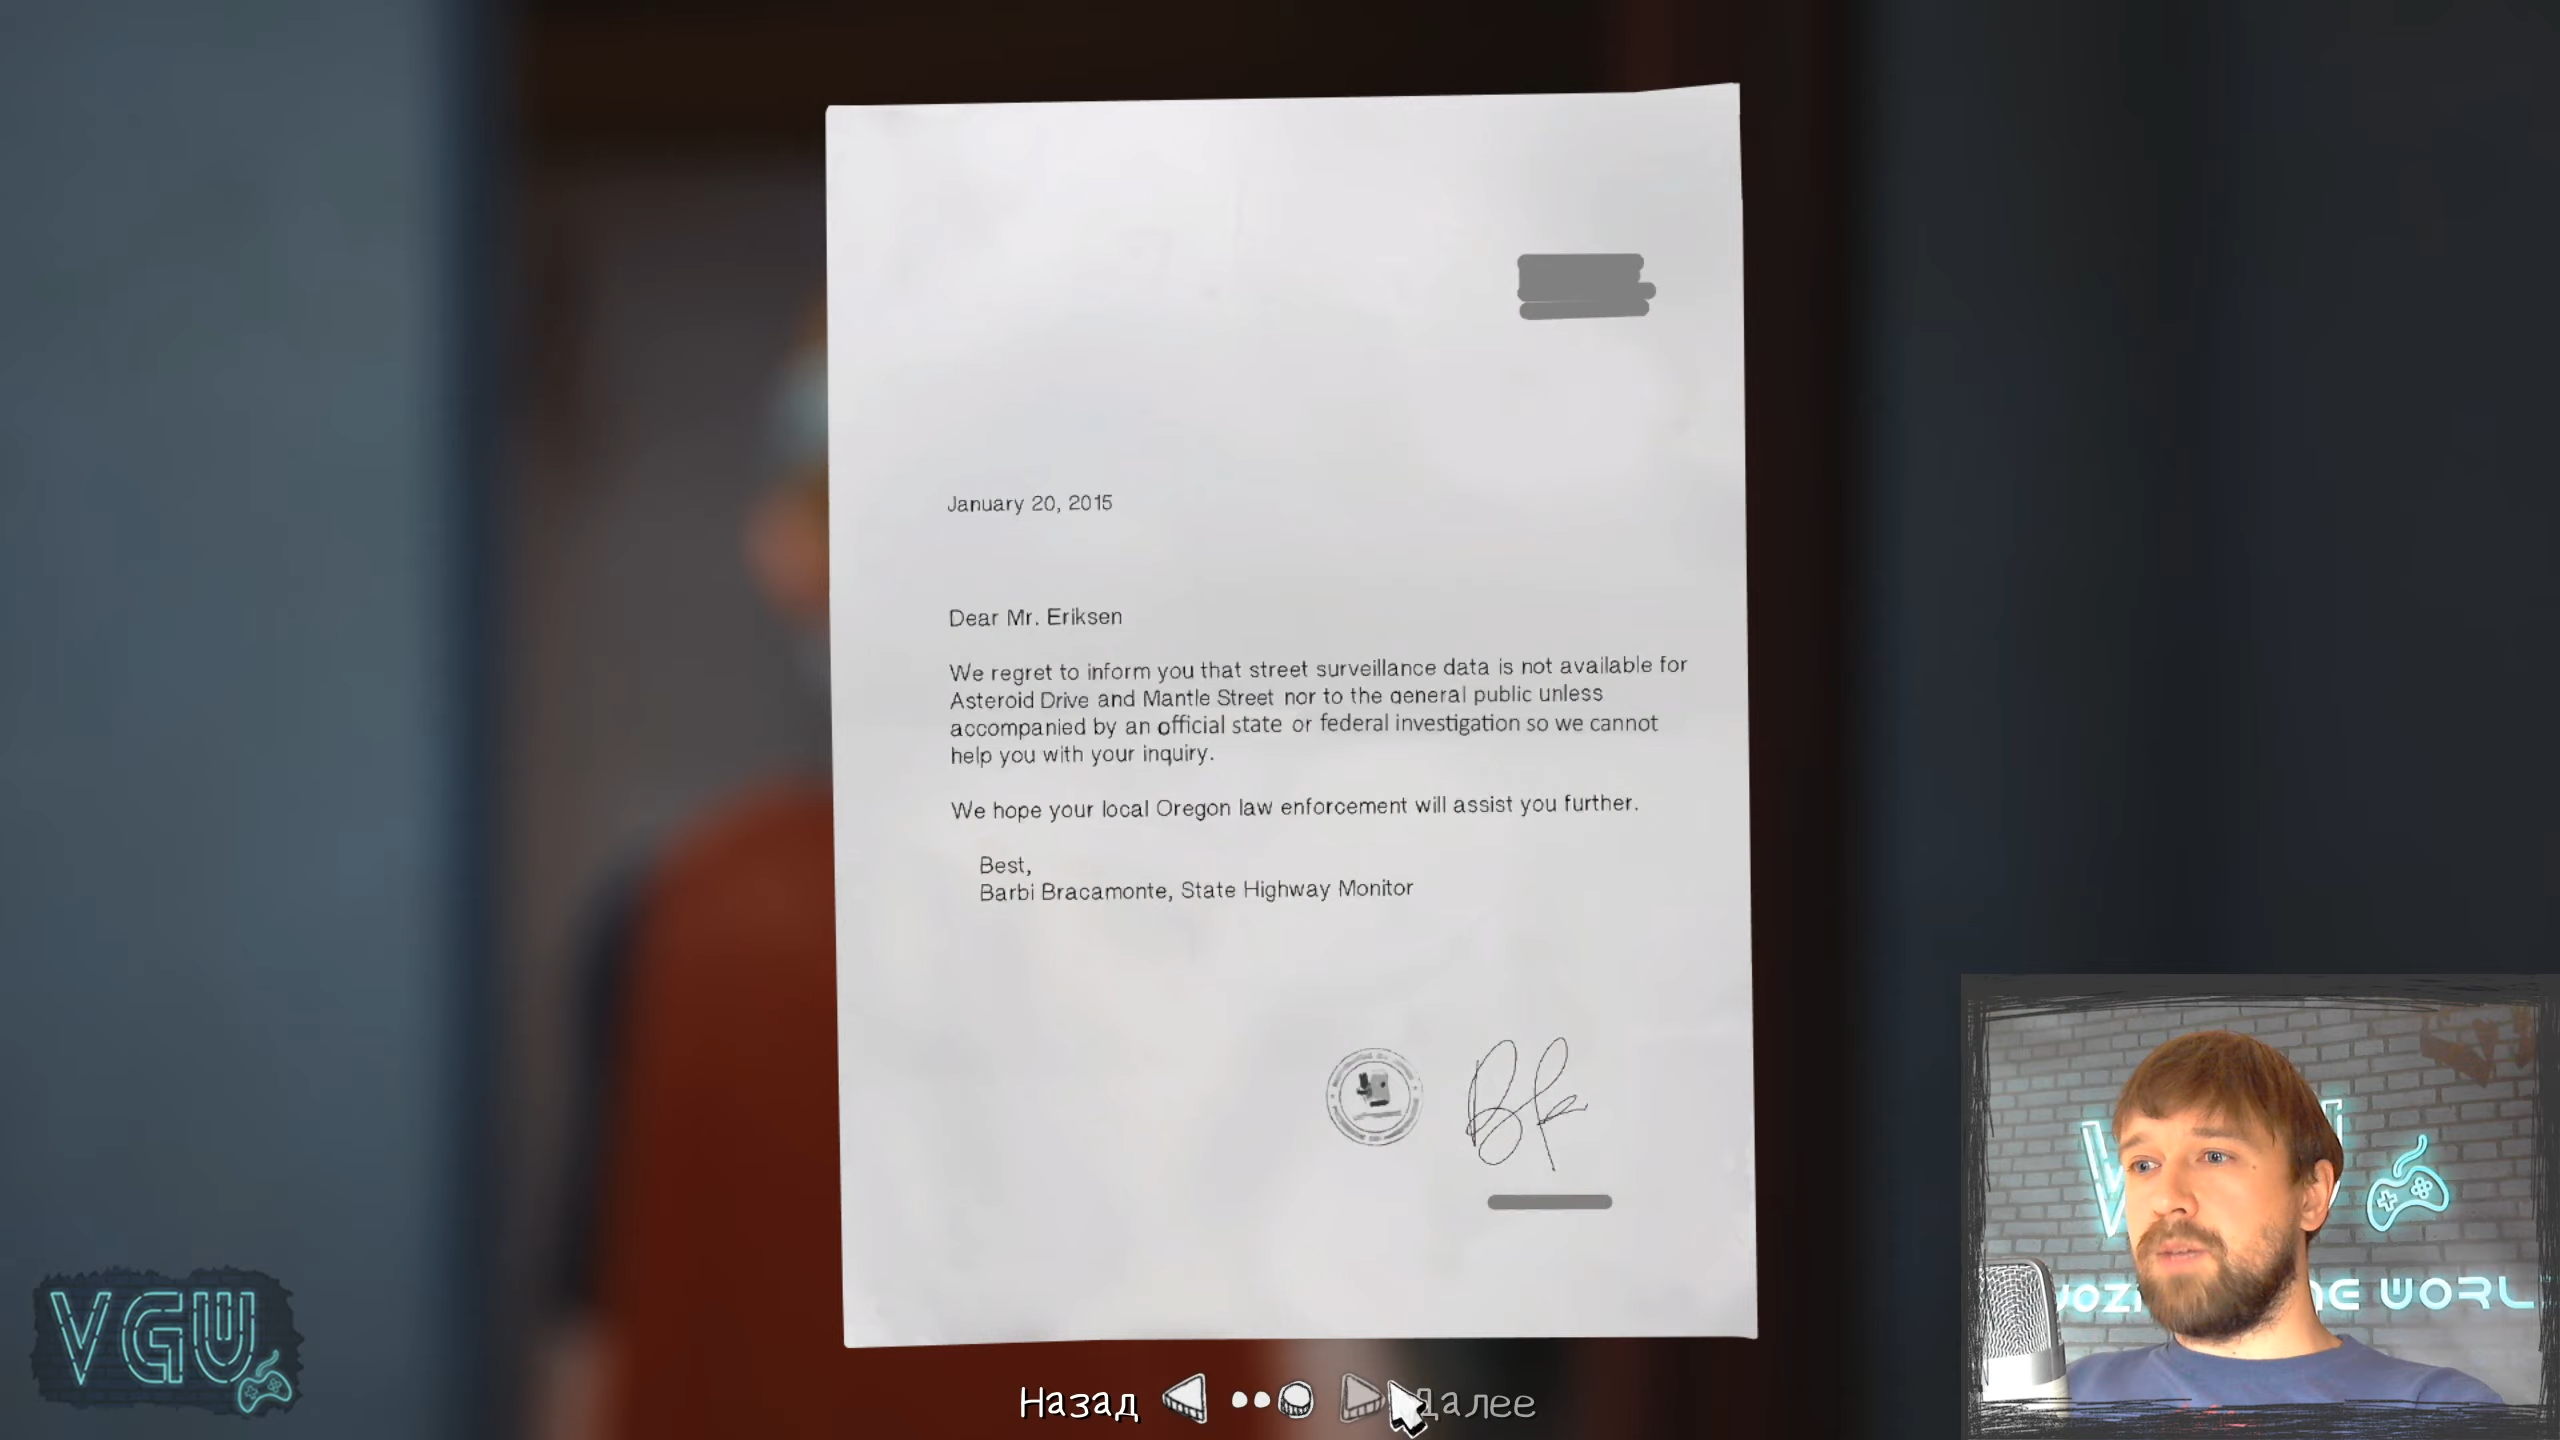 January 20, 2015
Dear Mr. Eriksen
We regret to inform you that street surveillance data is not available for
Asteroid Drive and Mantle Street nor to the general public unless
accompanied by an official state or federal investigation so we cannot
help you with your inquiry.
We hope your local Oregon law enforcement will assist you further.
Best,
Barbi Bracamonte, State Highway Monitor
Назад
Далее
VGW
WORL